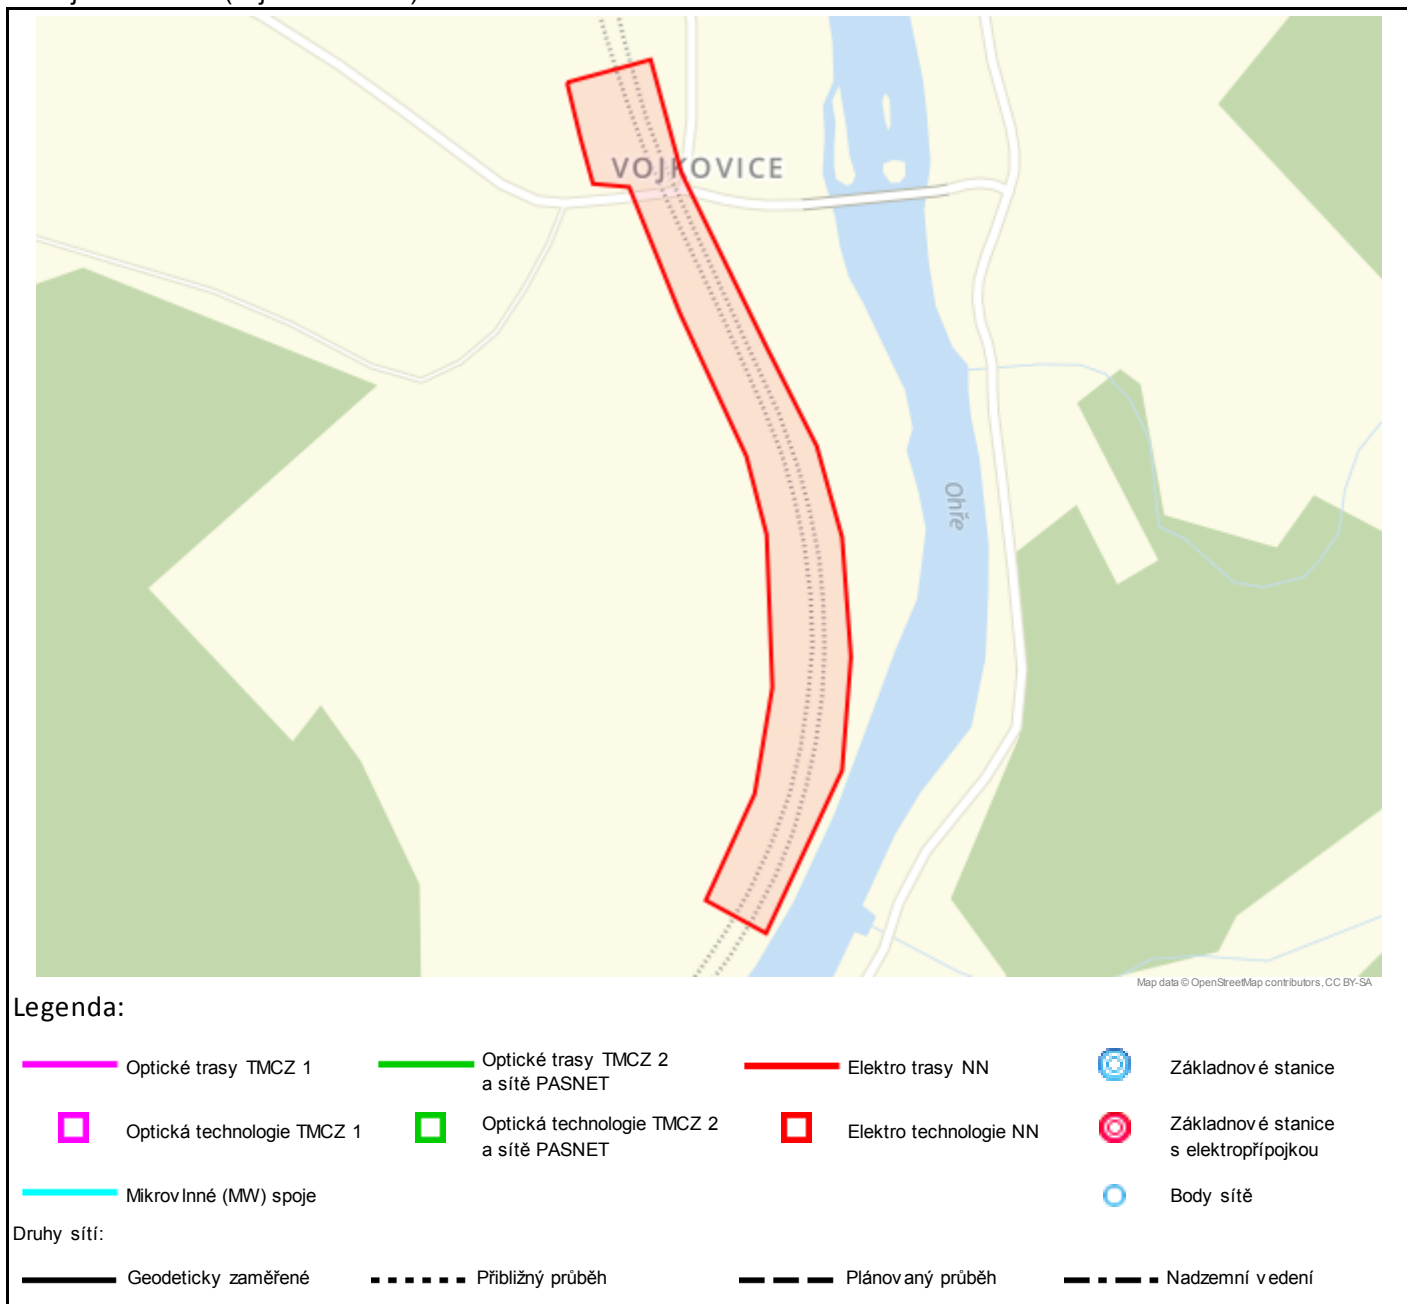 VOJKOVICE
Ohře
Map data © OpenStreetMap contributors, CC BY-SA
Legenda:
Optické trasy TMCZ 1
Optické trasy TMCZ 2
a sítě PASNET
Elektro trasy NN
Základnové stanice
Optická technologie TMCZ 1
Optická technologie TMCZ 2
a sítě PASNET
Elektro technologie NN
Základnové stanice
s elektropřípojkou
Mikrovlnné (MW) spoje
Body sítě
Druhy sítí:
Geodeticky zaměřené
Přibližný průběh
Plánovaný průběh
Nadzemní vedení